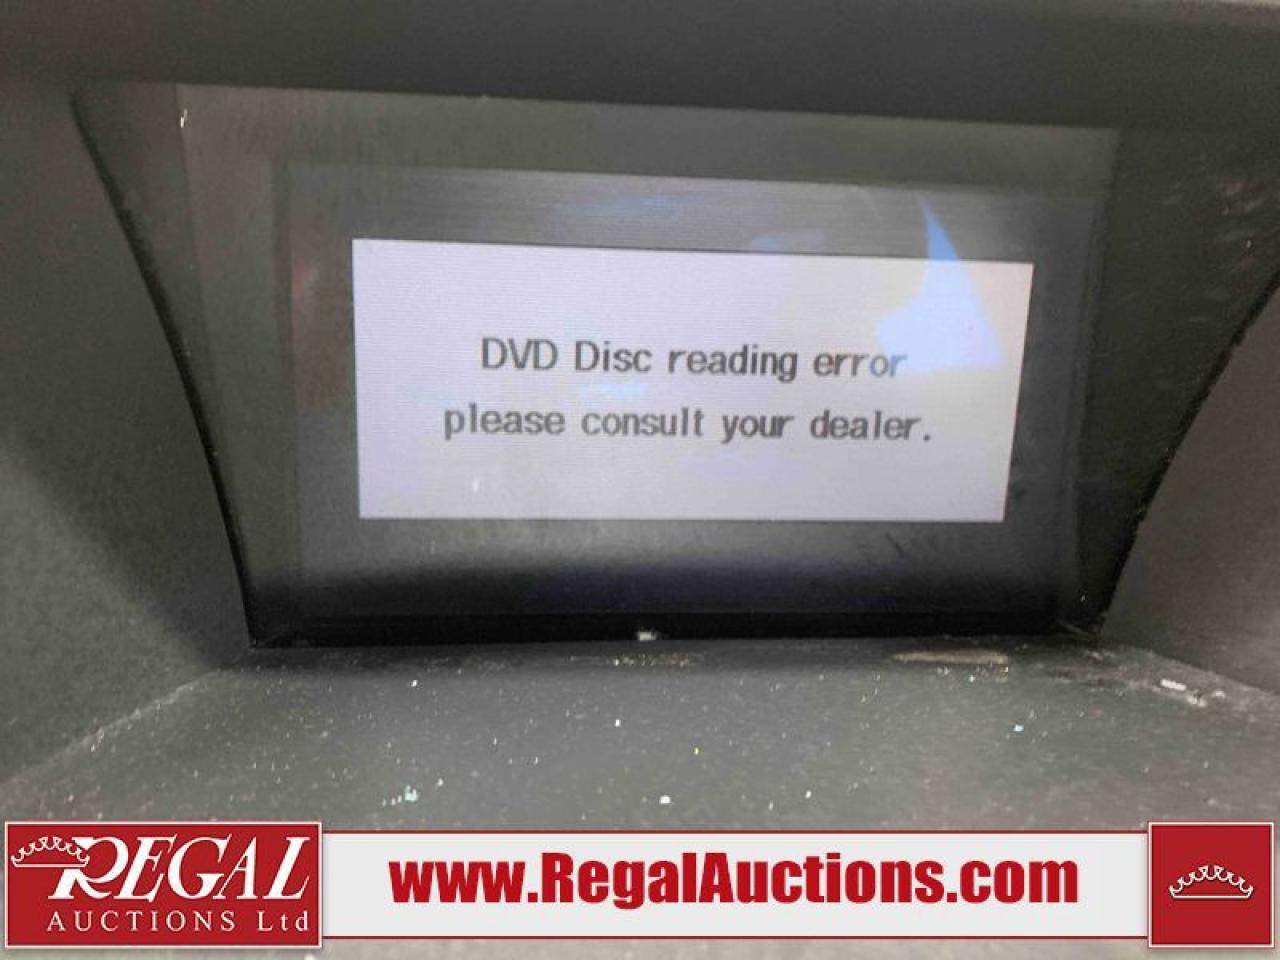 DVD Disc reading error
please consult your dealer.
REGAL
AUCTIONS Ltd
www.RegalAuctions.com